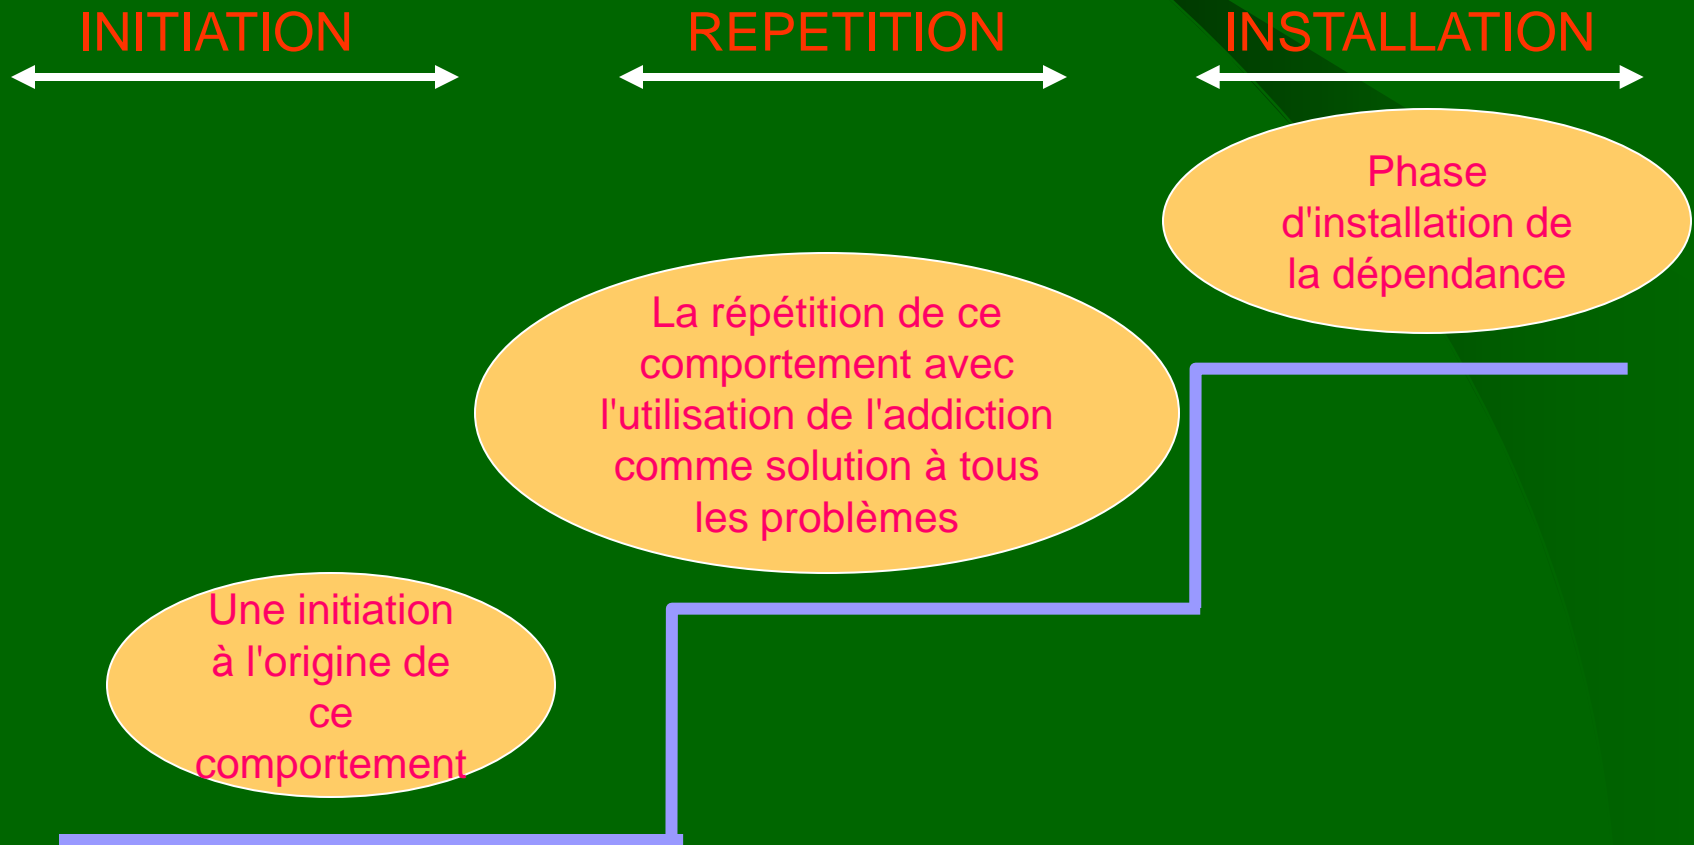 INITIATION
REPETITION
INSTALLATION
Phase
d'installation de
la dépendance
La répétition de ce
comportement avec
l'utilisation de l'addiction
comme solution à tous
les problèmes
Une initiation
à l'origine de
ce
comportement